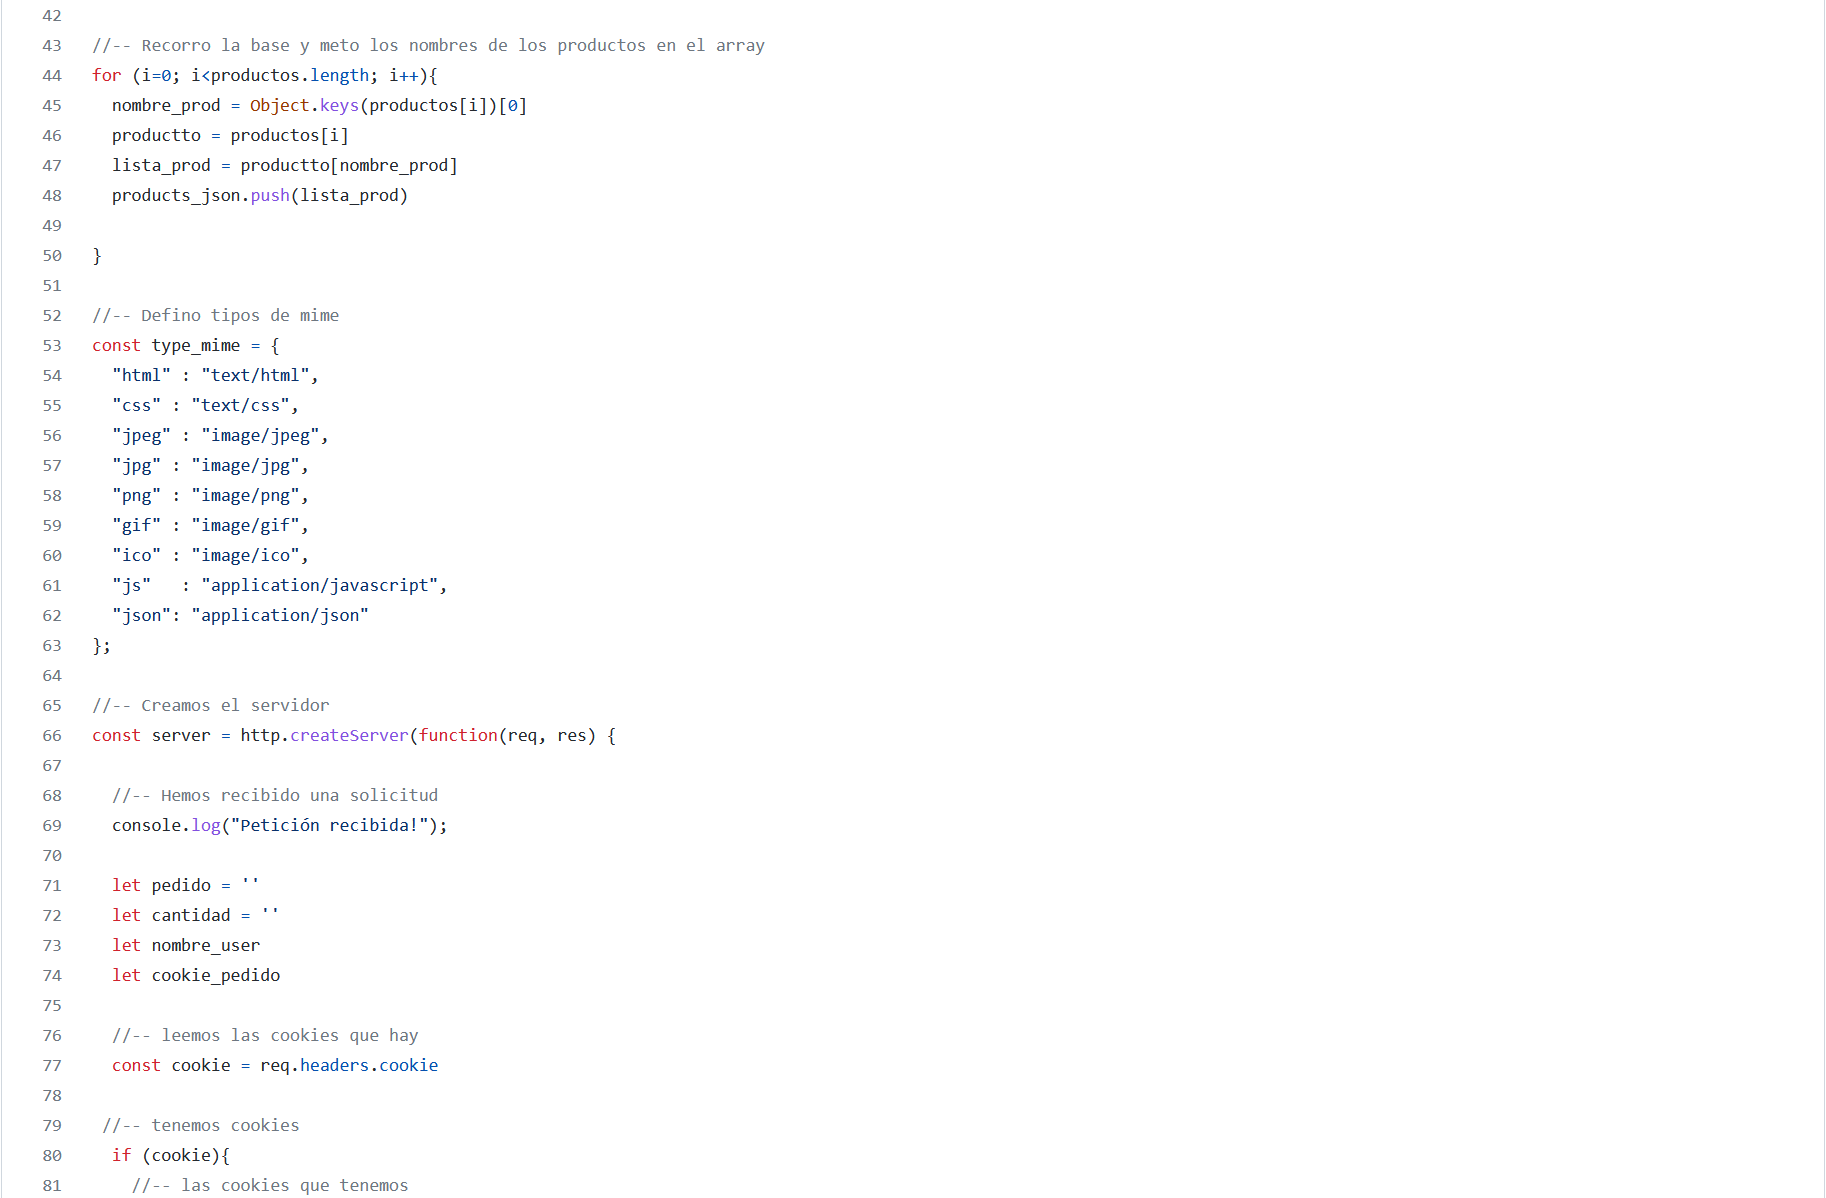 42
43 //-- Recorro la base y meto los nombres de los productos en el array
44 for (i=0; i<productos.length; i++){
45 nombre_prod = Object.keys(productos[i])[0]
46 productto = productos[i]
47 lista_prod = productto[nombre_prod]
48 products_json.push(lista_prod)
49
50 }
51
52 //-- Defino tipos de mime
53 const type_mime = {
54 "html" : "text/html",
55 "css" : "text/css",
56 "jpeg" : "image/jpeg",
57 "jpg" : "image/jpg",
58 "png" : "image/png",
59 "gif" : "image/gif",
60 "ico" : "image/ico",
61 "js"   : "application/javascript",
62 "json": "application/json"
63 };
64
65 //-- Creamos el servidor
66 const server = http.createServer(function(req, res) {
67
68 //-- Hemos recibido una solicitud
69 console.log("Petición recibida!");
70
71 let pedido = ''
72 let cantidad = ''
73 let nombre_user
74 let cookie_pedido
75
76 //-- leemos las cookies que hay
77 const cookie = req.headers.cookie
78
79 //-- tenemos cookies
80 if (cookie){
81 //-- las cookies que tenemos